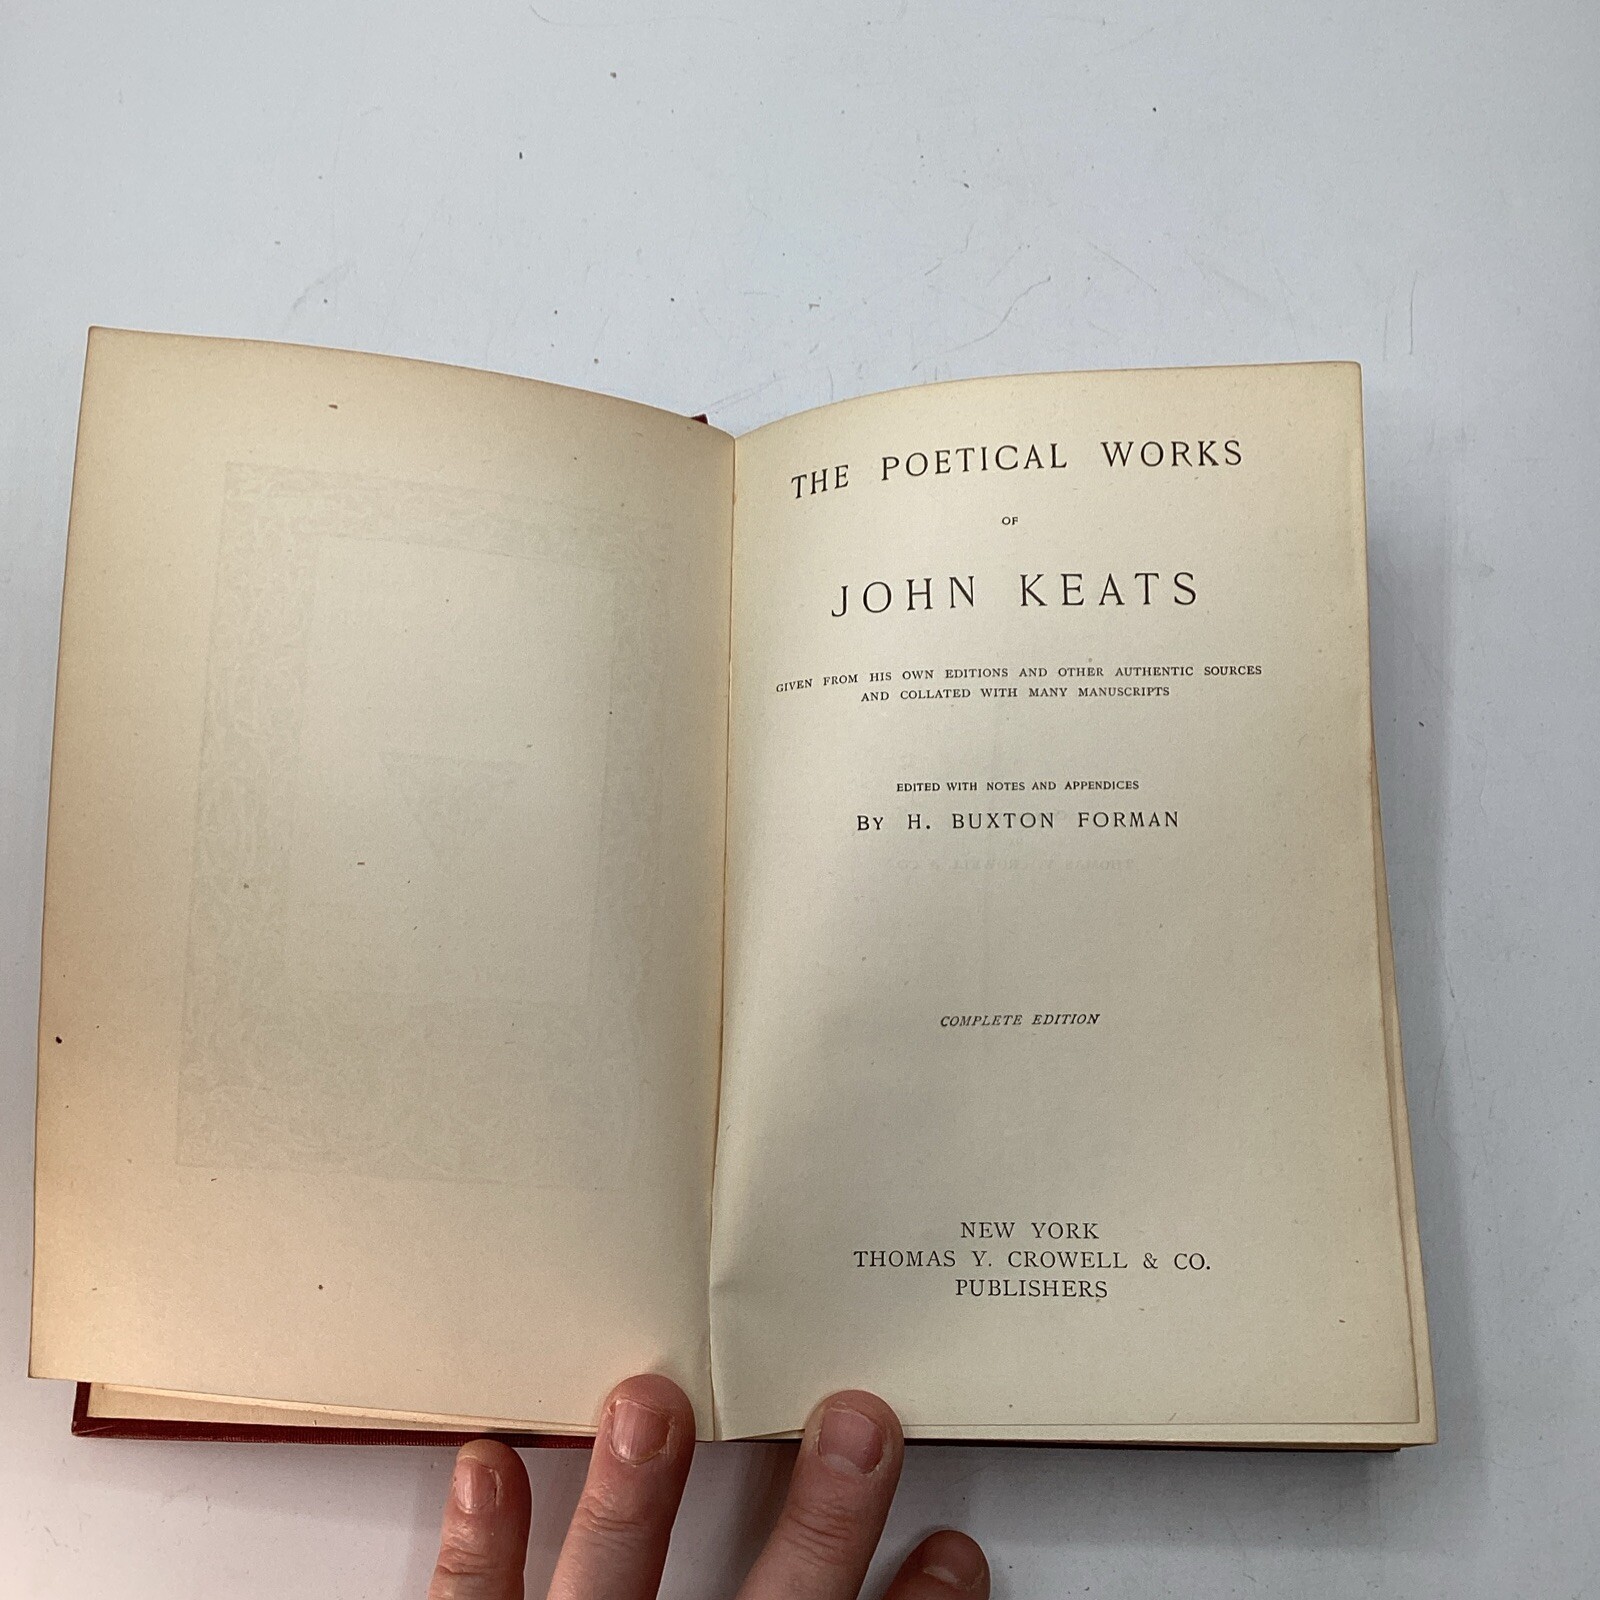 THE POETICAL WORKS
OF
JOHN KEATS
GIVEN FROM HIS OWN EDITIONS AND OTHER AUTHENTIC SOURCES
AND COLLATED WITH MANY MANUSCRIPTS
EDITED WITH NOTES AND APPENDICES
BY H. BUXTON FORMAN
COMPLETE EDITION
NEW YORK
THOMAS Y. CROWELL & CO.
PUBLISHERS